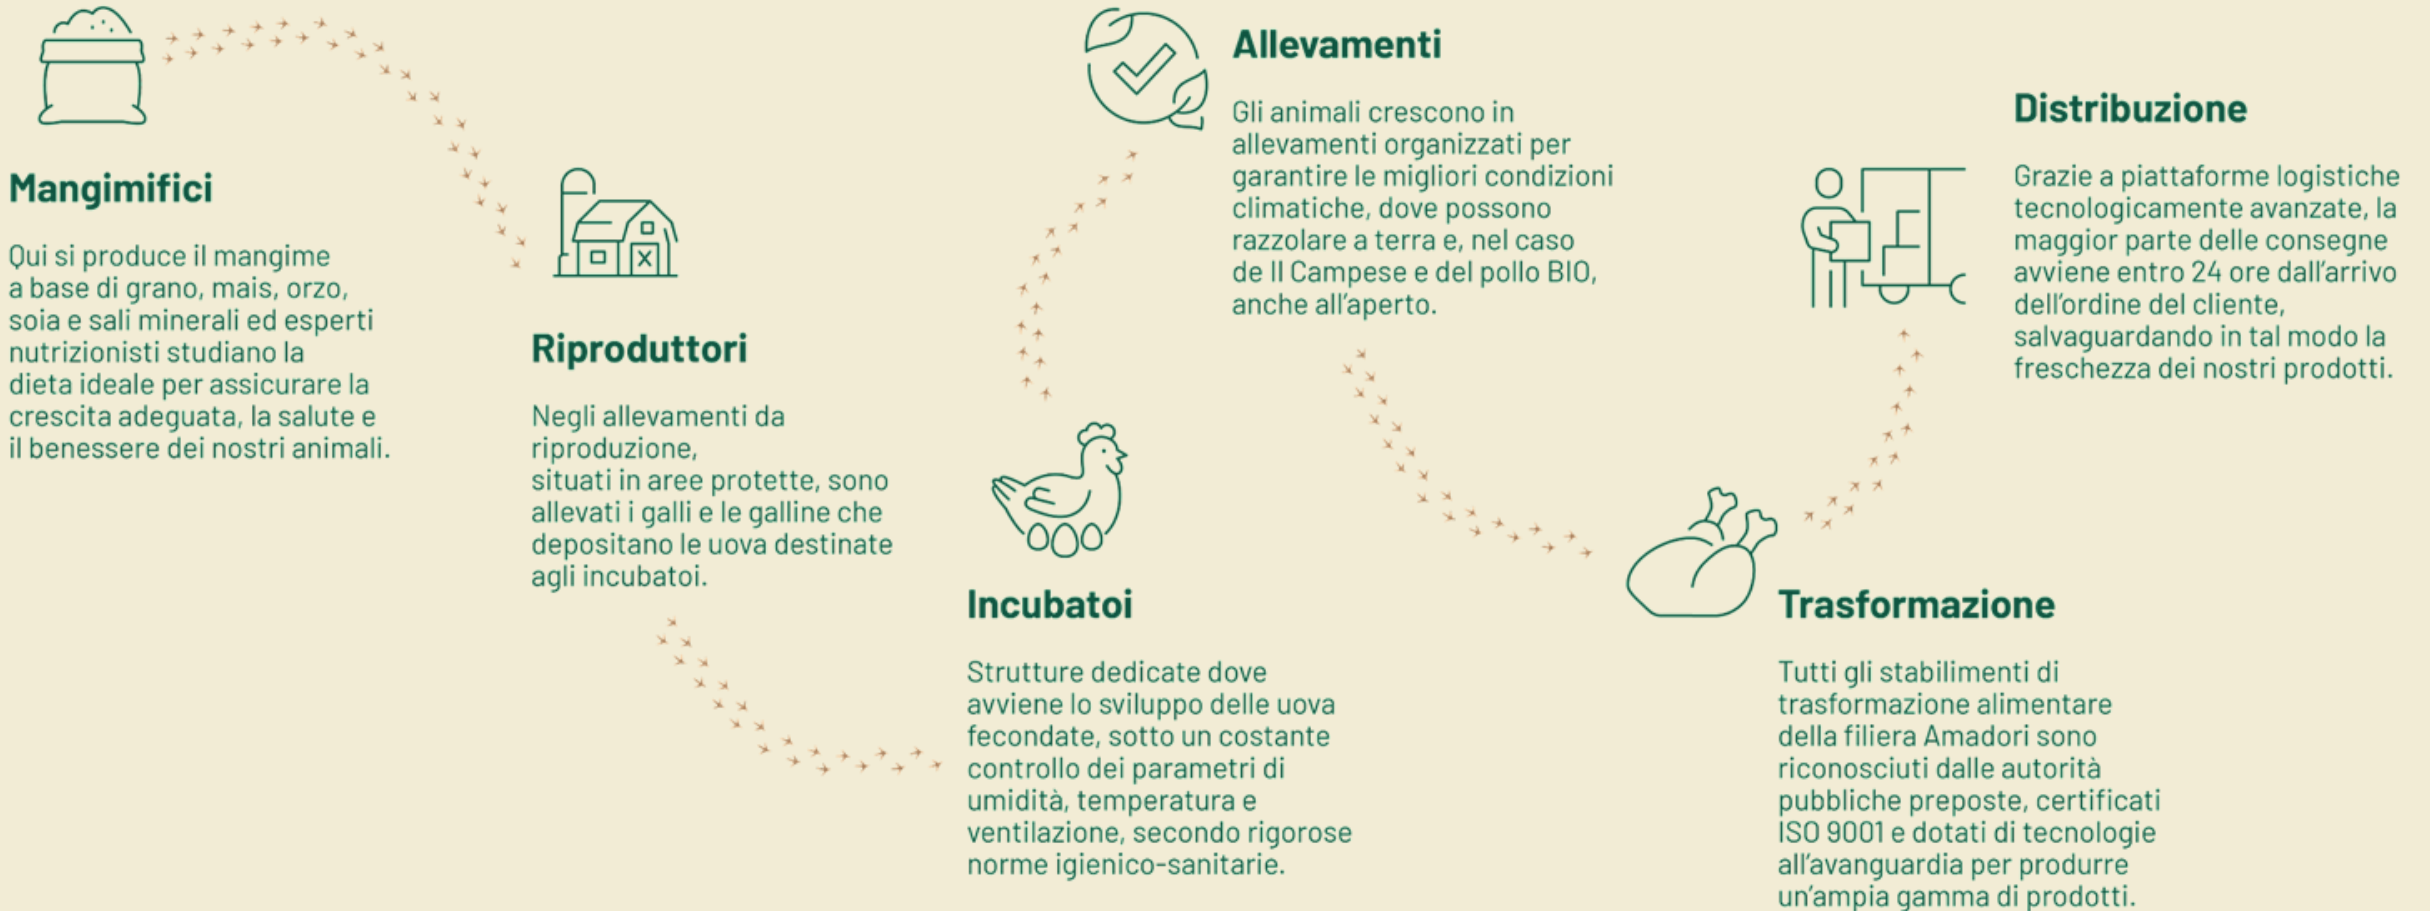 Mangimifici
Qui si produce il mangime
a base di grano, mais, orzo,
soia e sali minerali ed esperti
nutrizionisti studiano la
dieta ideale per assicurare la
crescita adeguata, la salute e
il benessere dei nostri animali.
Riproduttori
Negli allevamenti da
riproduzione,
situati in aree protette, sono
allevati i galli e le galline che
depositano le uova destinate
agli incubatoi.
Incubatoi
Strutture dedicate dove
avviene lo sviluppo delle uova
fecondate, sotto un costante
controllo dei parametri di
umidità, temperatura e
ventilazione, secondo rigorose
norme igienico-sanitarie.
Allevamenti
Gli animali crescono in
allevamenti organizzati per
garantire le migliori condizioni
climatiche, dove possono
razzolare a terra e, nel caso
de Il Campese e del pollo BIO,
anche all'aperto.
Trasformazione
Tutti gli stabilimenti di
trasformazione alimentare
della filiera Amadori sono
riconosciuti dalle autorità
pubbliche preposte, certificati
ISO 9001 e dotati di tecnologie
all'avanguardia per produrre
un'ampia gamma di prodotti.
Distribuzione
Grazie a piattaforme logistiche
tecnologicamente avanzate, la
maggior parte delle consegne
avviene entro 24 ore dall'arrivo
dell'ordine del cliente,
salvaguardando in tal modo la
freschezza dei nostri prodotti.